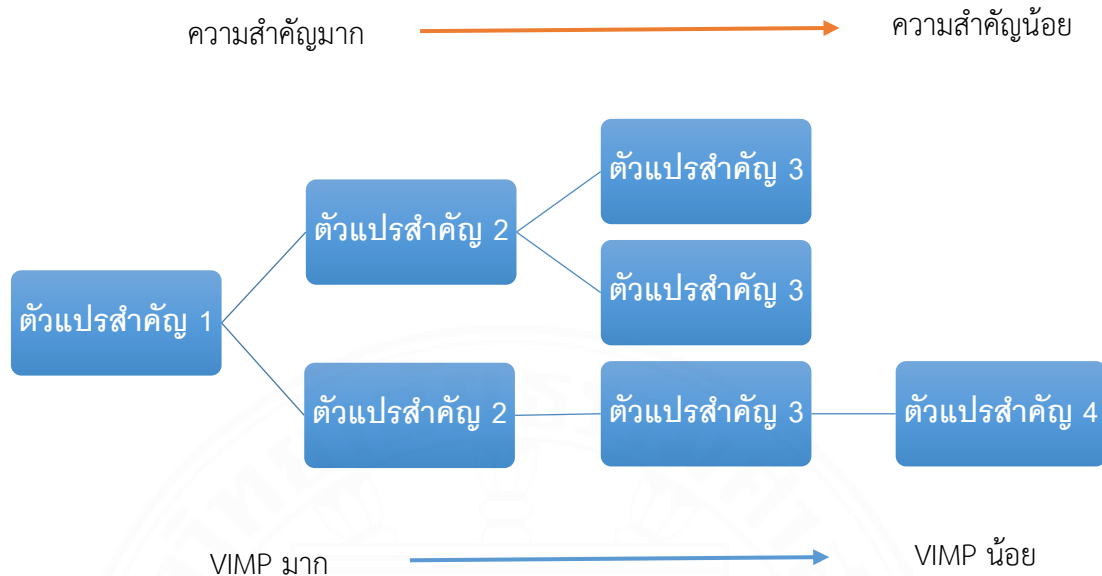 ความสำคัญมาก
ความสำคัญน้อย
ตัวแปรสำคัญ 3
ตัวแปรสำคัญ 2
ตัวแปรสำคัญ 3
ตัวแปรสำคัญ 1
ตัวแปรสำคัญ 2
ตัวแปรสำคัญ 3
ตัวแปรสำคัญ 4
VIMP มาก
VIMP น้อย